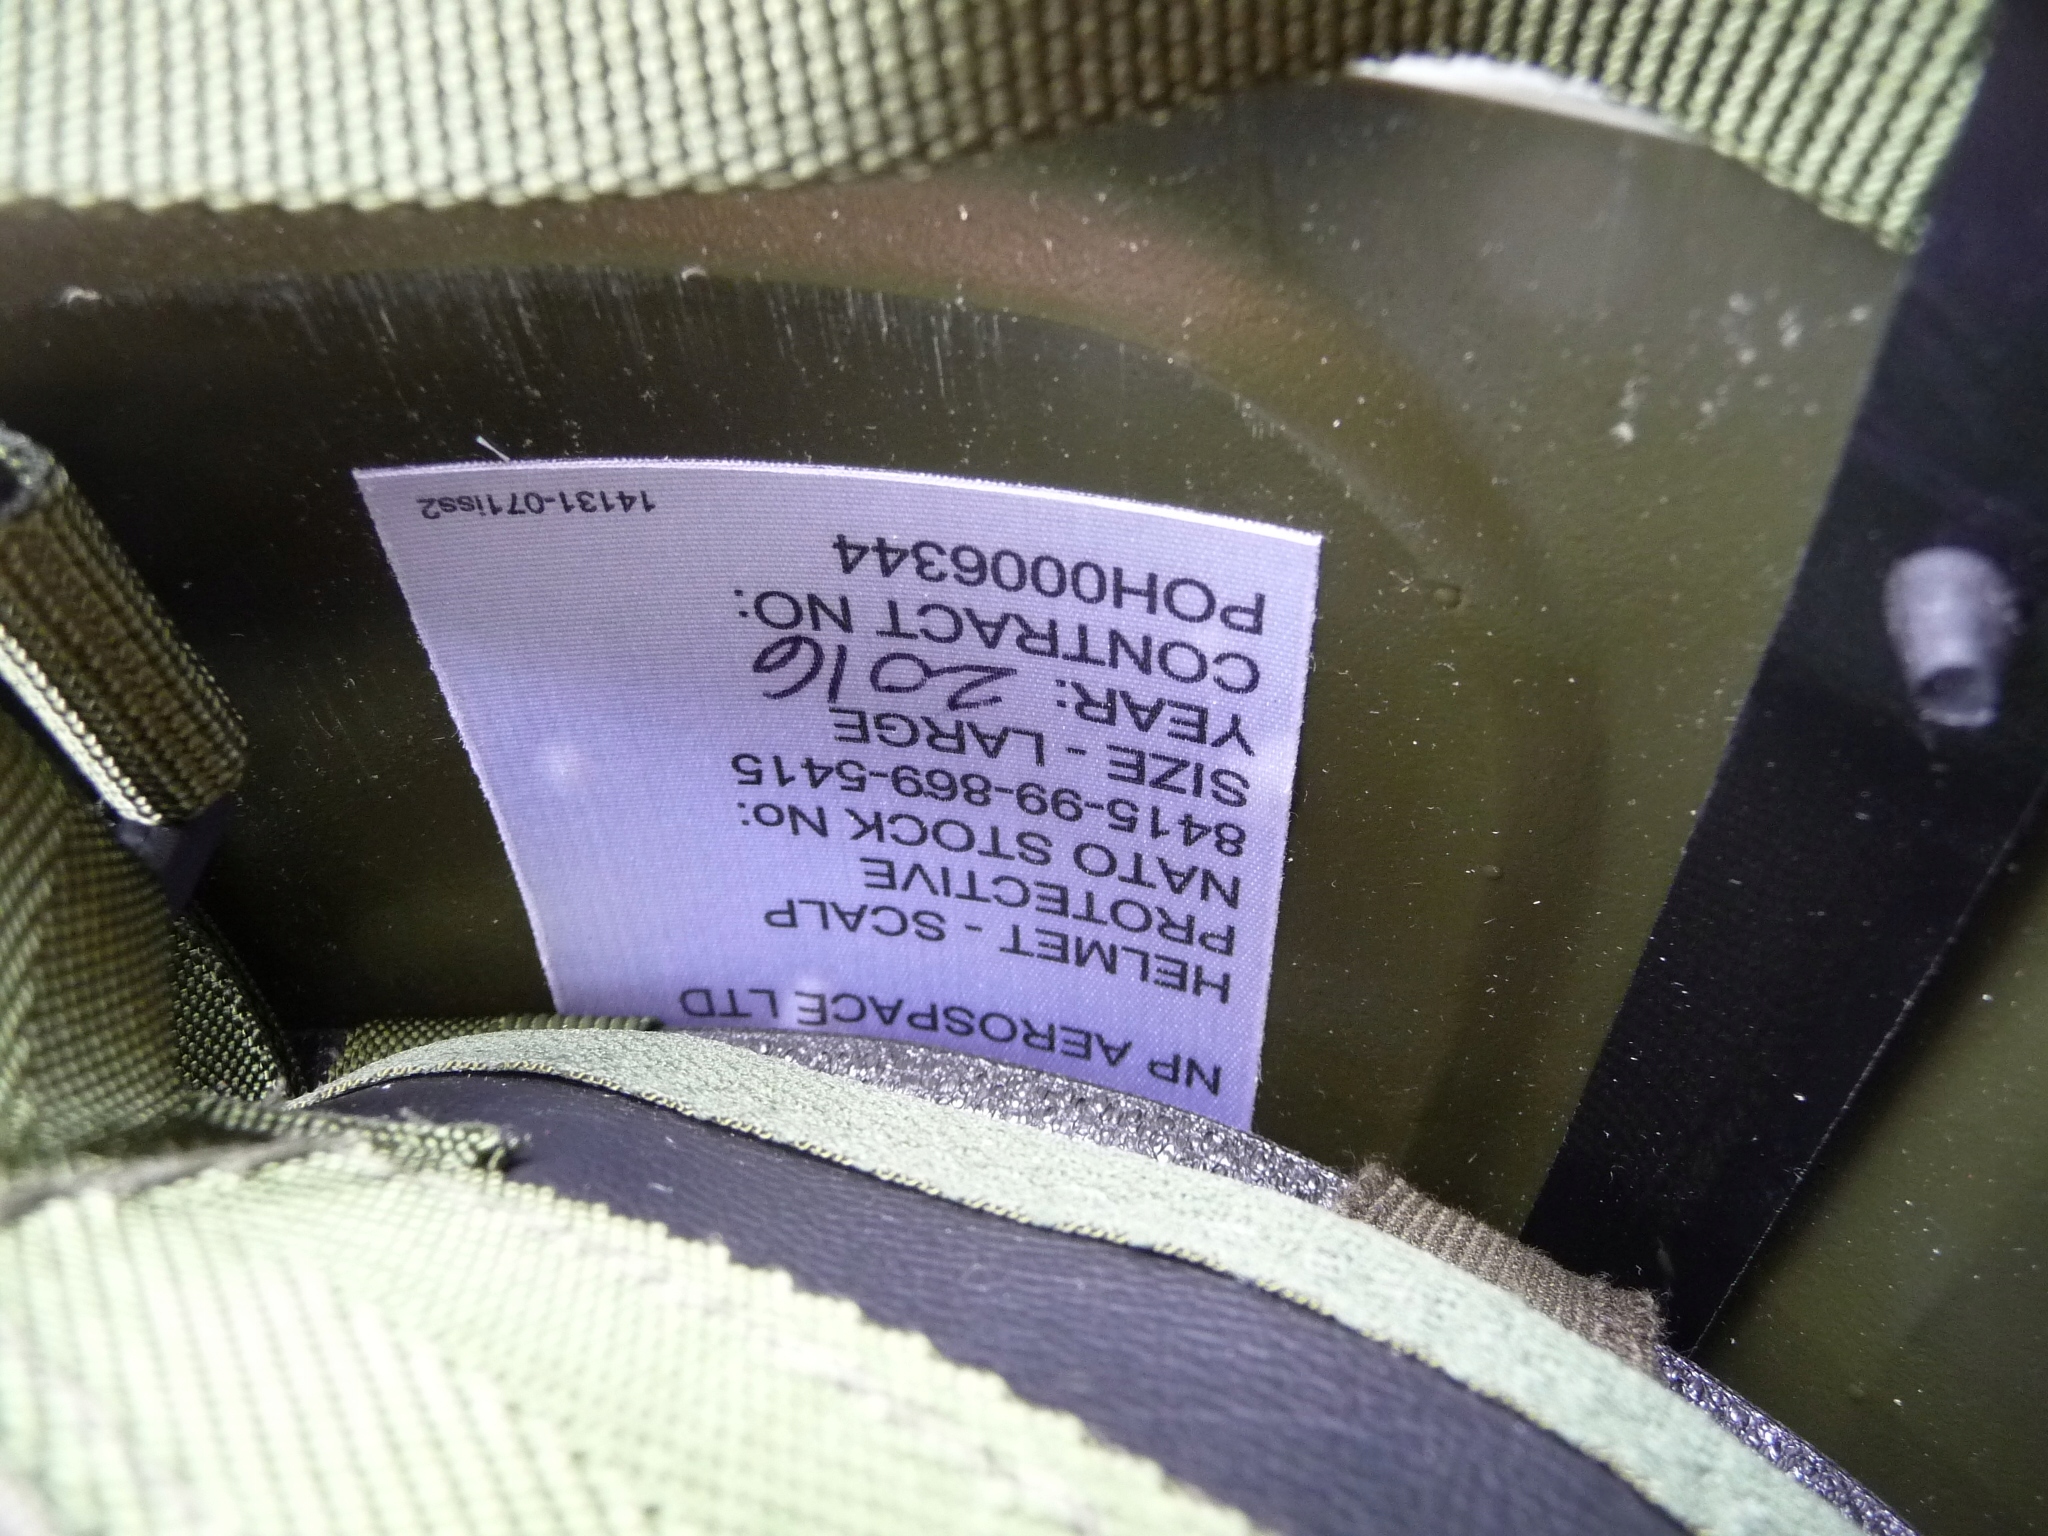 NP AEROSPACE LTD
HELMET - SCALP
PROTECTIVE
NATO STOCK No:
8415-99-869-5415
SIZE - LARGE
YEAR: 2016
CONTRACT NO:
POH0006344
14131-071iss2